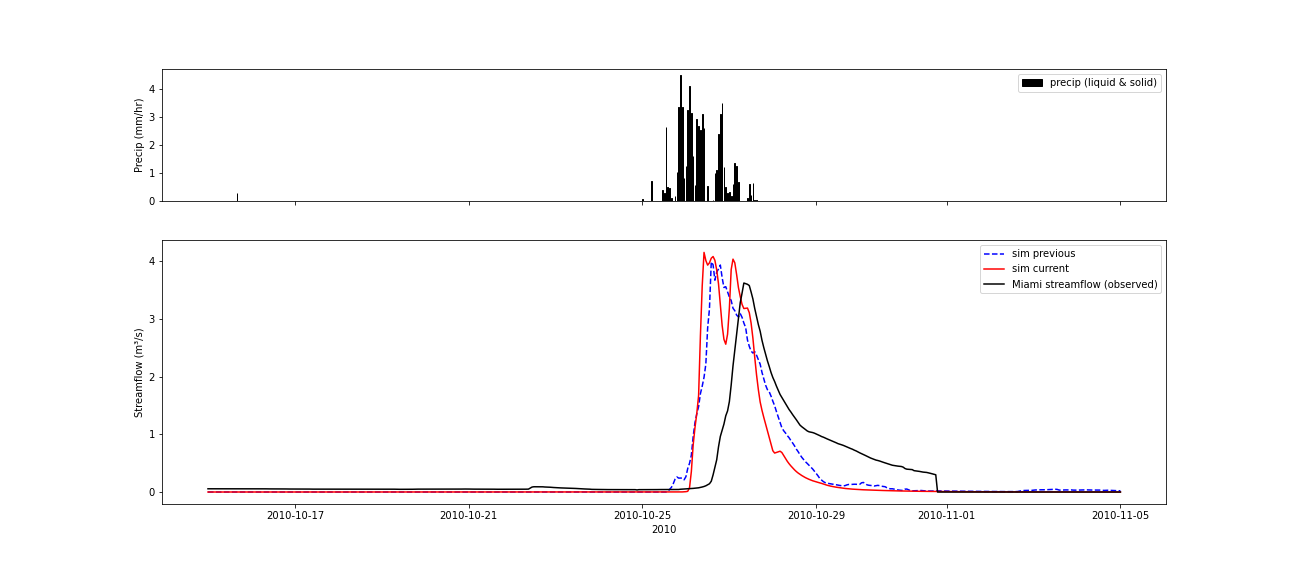 precip (liquid & solid)
Precip (mm/hr)
4
3
2
1
0
sim previous
sim current
Miami streamflow (observed)
Streamflow (m³/s)
4
3
2
1
0
2010-10-17 2010-10-21 2010-10-25 2010-10-29 2010-11-01 2010-11-05
2010